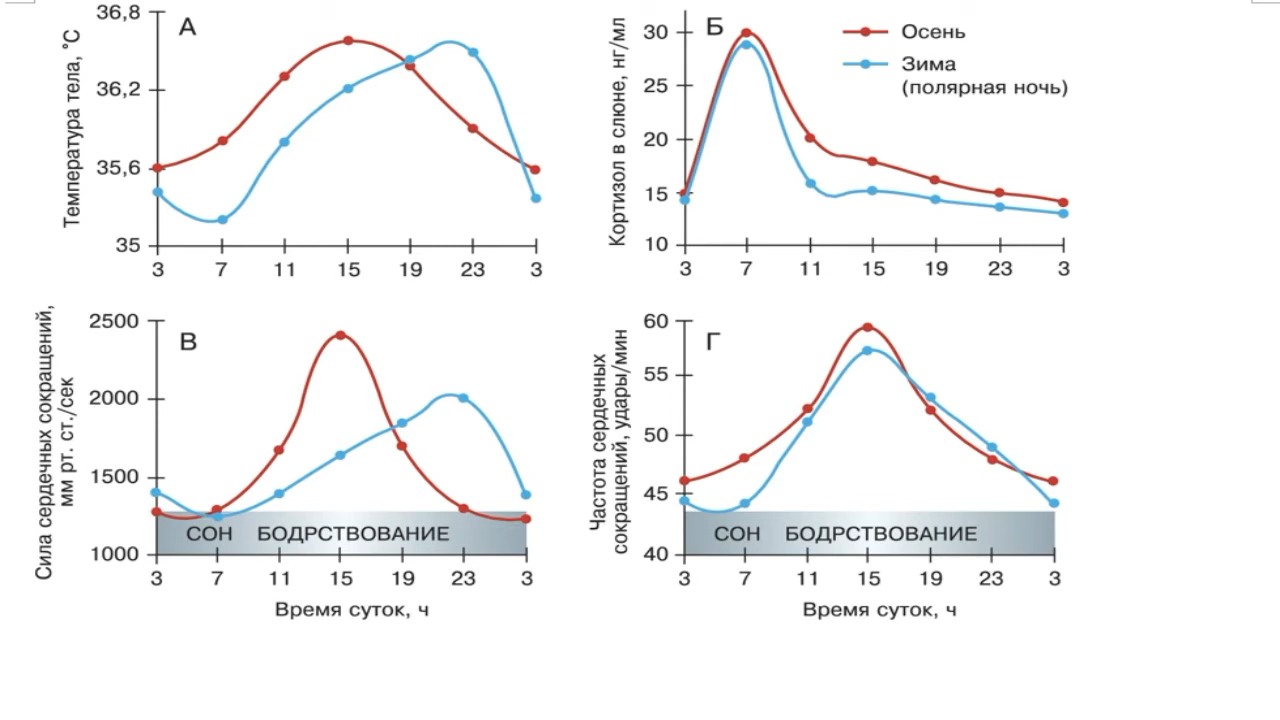 А
Температура тела, °С
36,8
36,2
35,6
35
3 7 11 15 19 23 3
Б
Кортизол в слюне, нг/мл
30
25
20
15
10
3 7 11 15 19 23 3
Осень
Зима
(полярная ночь)
В
Сила сердечных сокращений,
мм рт. ст./сек
2500
2000
1500
1000
СОН БОДРСТВОВАНИЕ
3 7 11 15 19 23 3
Время суток, ч
Г
Частота сердечных
сокращений, удары/мин
60
55
50
45
40
СОН БОДРСТВОВАНИЕ
3 7 11 15 19 23 3
Время суток, ч